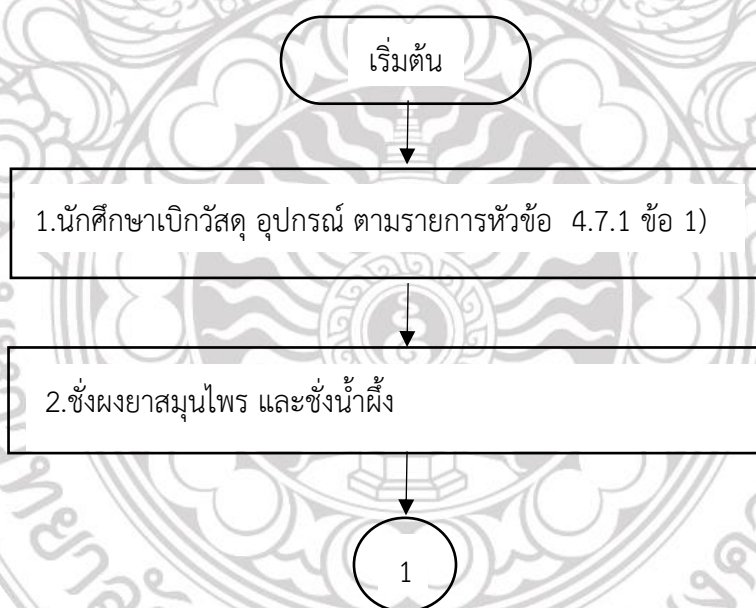 เริ่มต้น
1.นักศึกษาเบิกวัสดุ อุปกรณ์ ตามรายการหัวข้อ 4.7.1 ข้อ 1)
2.ชั่งผงยาสมุนไพร และชั่งน้ำผึ้ง
1